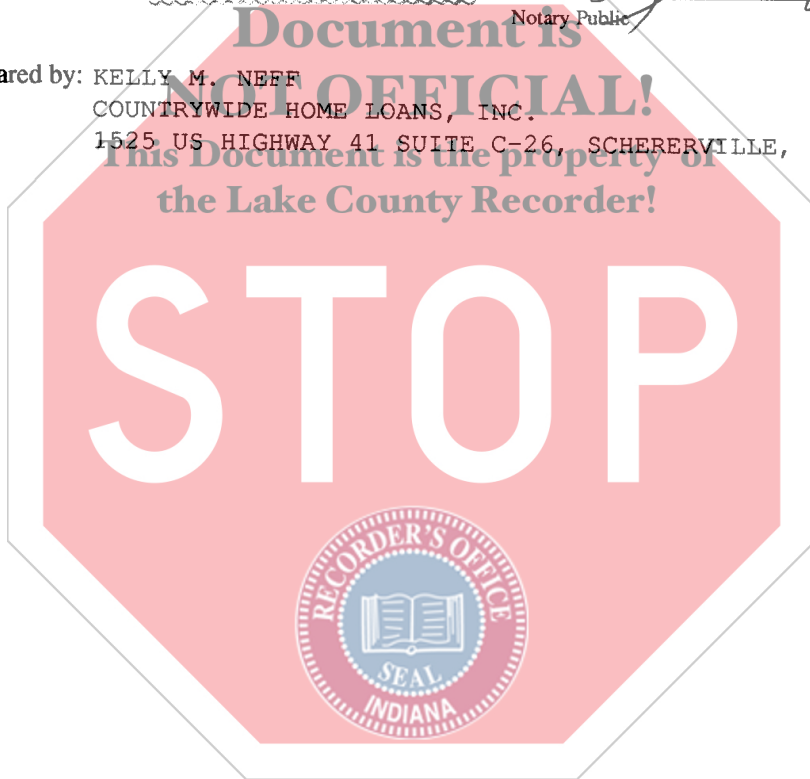 Notary Public
Document is
ared by: KELLY M. NEFF
NOT OFFICIAL!
COUNTRYWIDE HOME LOANS, INC.
1525 US HIGHWAY 41 SUITE C-26, SCHERERVILLE,
This Document is the property of
the Lake County Recorder!
STOP
RECORDER'S OFFICE
SEAL
INDIANA